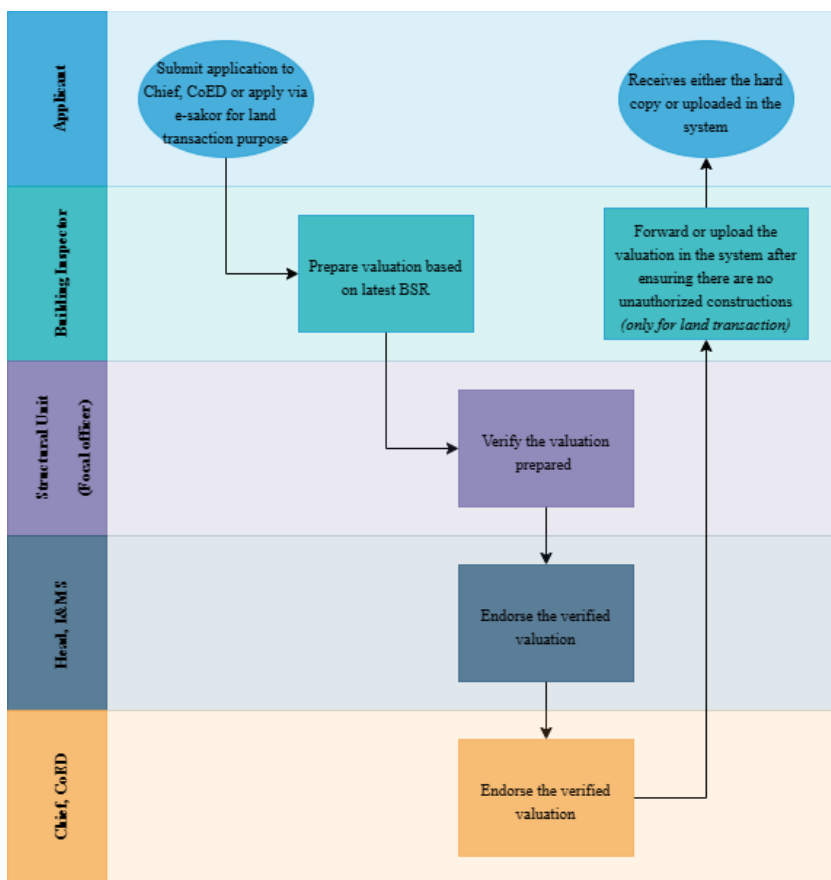 Applicant
Submit application to
Chief, CoED or apply via
e-sakor for land
transaction purpose
Receives either the hard
copy or uploaded in the
system
Building Inspector
Prepare valuation based
on latest BSR
Forward or upload the
valuation in the system after
ensuring there are no
unauthorized constructions
(only for land transaction)
Structural Unit
(Focal officer)
Verify the valuation
prepared
Head, I&MS
Endorse the verified
valuation
Chief, CoED
Endorse the verified
valuation